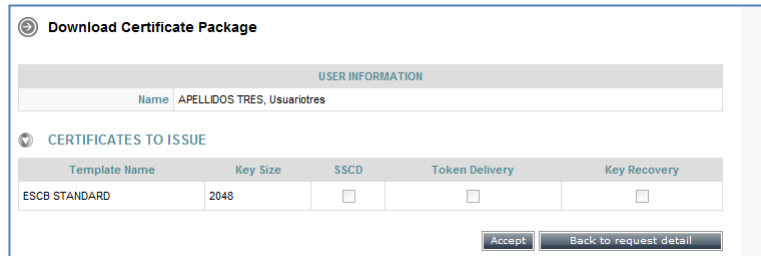 Download Certificate Package
USER INFORMATION
Name APELLIDOS TRES, Usuariotres
CERTIFICATES TO ISSUE
Template Name Key Size SSCD Token Delivery Key Recovery
ESCB STANDARD 2048
Accept Back to request detail